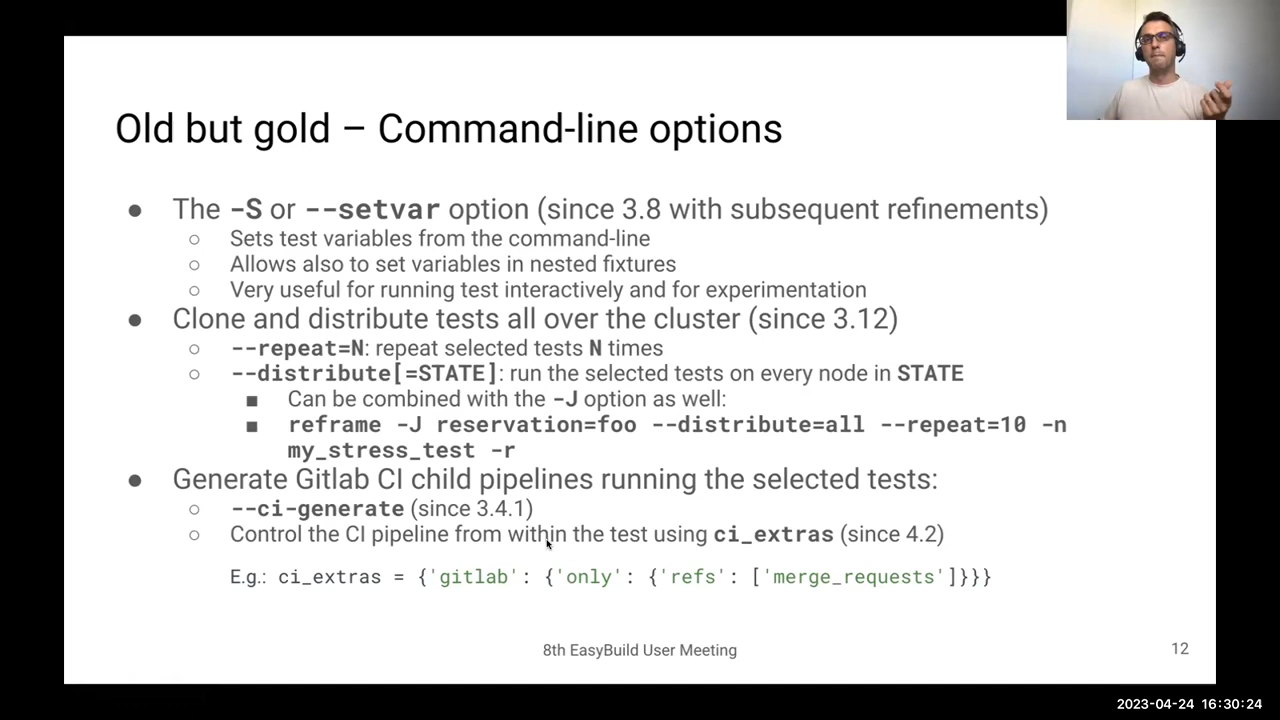 Old but gold – Command-line options
● The -S or --setvar option (since 3.8 with subsequent refinements)
○ Sets test variables from the command-line
○ Allows also to set variables in nested fixtures
○ Very useful for running test interactively and for experimentation
● Clone and distribute tests all over the cluster (since 3.12)
○ --repeat=N: repeat selected tests N times
○ --distribute[=STATE]: run the selected tests on every node in STATE
■ Can be combined with the -J option as well:
■ reframe -J reservation=foo --distribute=all --repeat=10 -n
my_stress_test -r
● Generate Gitlab CI child pipelines running the selected tests:
○ --ci-generate (since 3.4.1)
○ Control the CI pipeline from within the test using ci_extras (since 4.2)
E.g.: ci_extras = {'gitlab': {'only': {'refs': ['merge_requests']}}}
8th EasyBuild User Meeting
12
2023-04-24 16:30:24